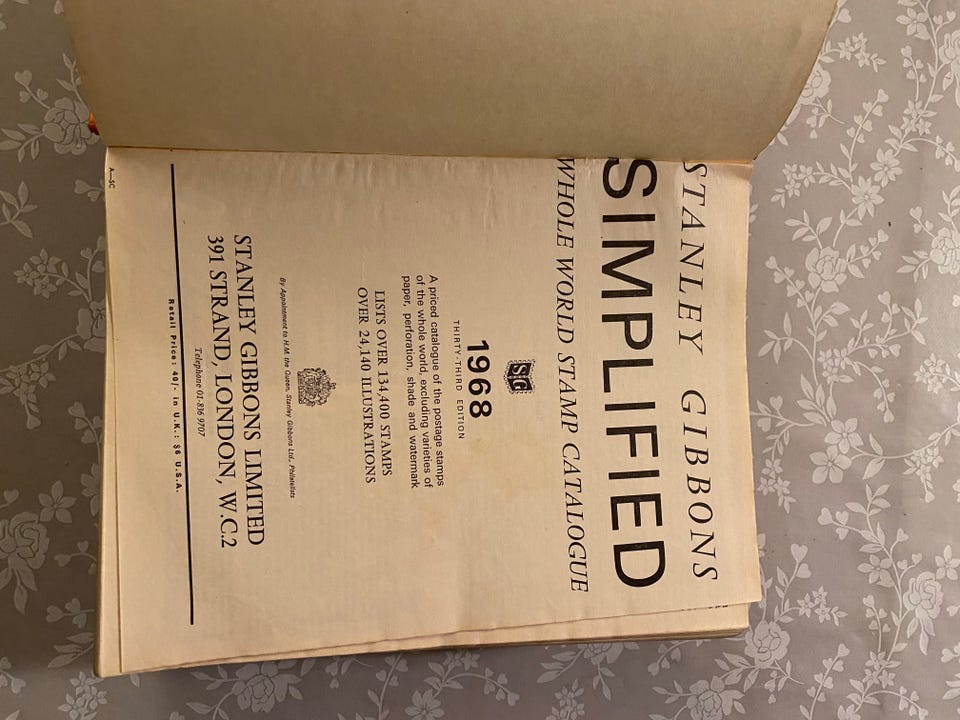 STANLEY GIBBONS
SIMPLIFIED
WHOLE WORLD STAMP CATALOGUE
SG
1968
THIRTY-THIRD EDITION
A priced catalogue of the postage stamps
of the whole world, excluding varieties of
paper, perforation, shade and watermark
LISTS OVER 134,400 STAMPS
OVER 24,140 ILLUSTRATIONS
By Appointment to H.M. the Queen, Stanley Gibbons Ltd., Philatelists
STANLEY GIBBONS LIMITED
391 STRAND, LONDON, W.C.2
Telephone 01-836 9707
Retail Price: 40/- in U.K.: $6 U.S.A.
A—SC